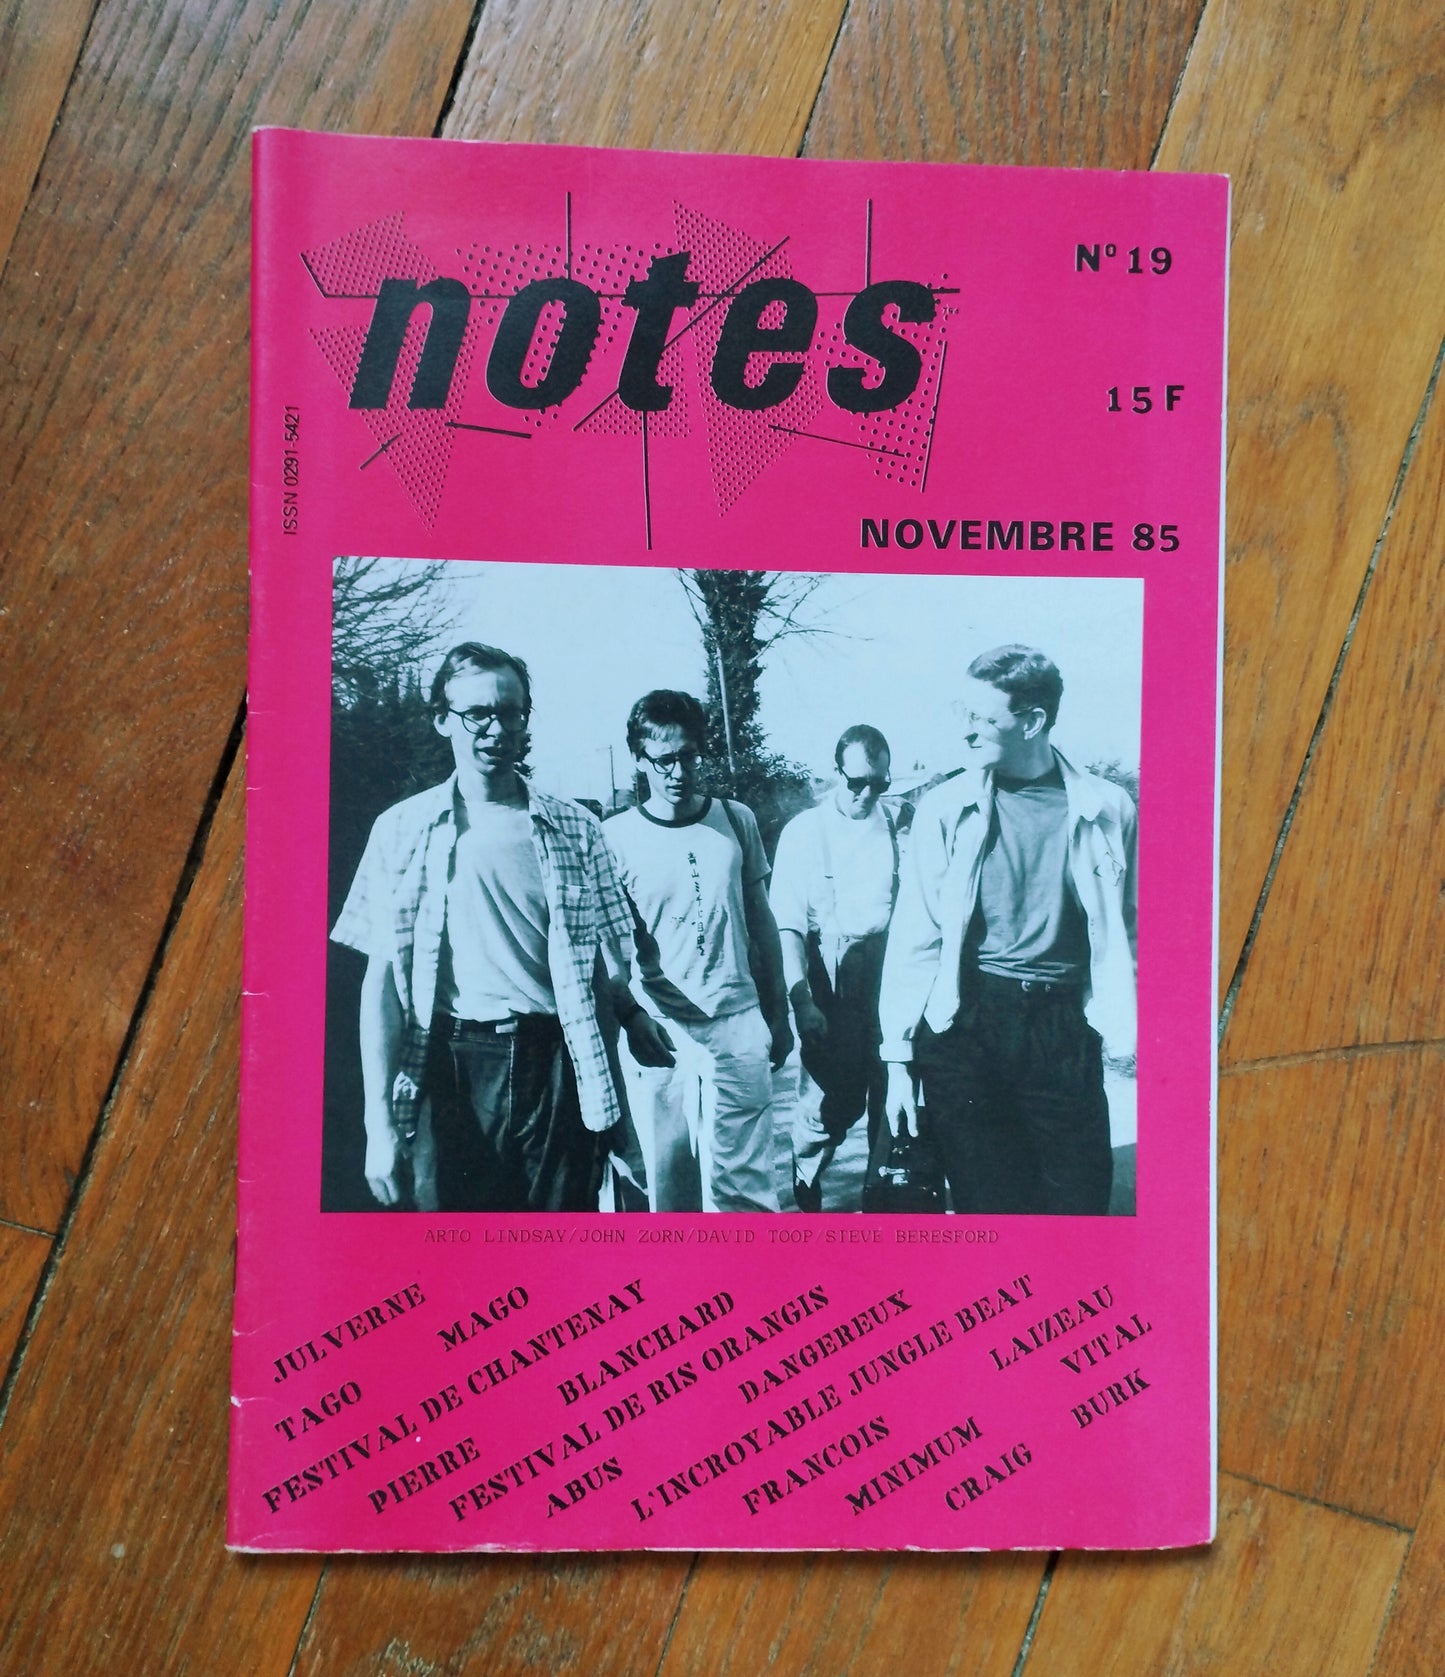 notes
Nº 19
15 F
ISSN 0291-5421
NOVEMBRE 85
ARTO LINDSAY/JOHN ZORN/DAVID TOOP/SIEVE BERESFORD
JULVERNE
TAGO MAGO
FESTIVAL DE CHANTENAY
PIERRE BLANCHARD
FESTIVAL DE RIS ORANGIS
ABUS DANGEREUX
L'INCROYABLE JUNGLE BEAT
FRANCOIS LAIZEAU
MINIMUM VITAL
CRAIG BURK